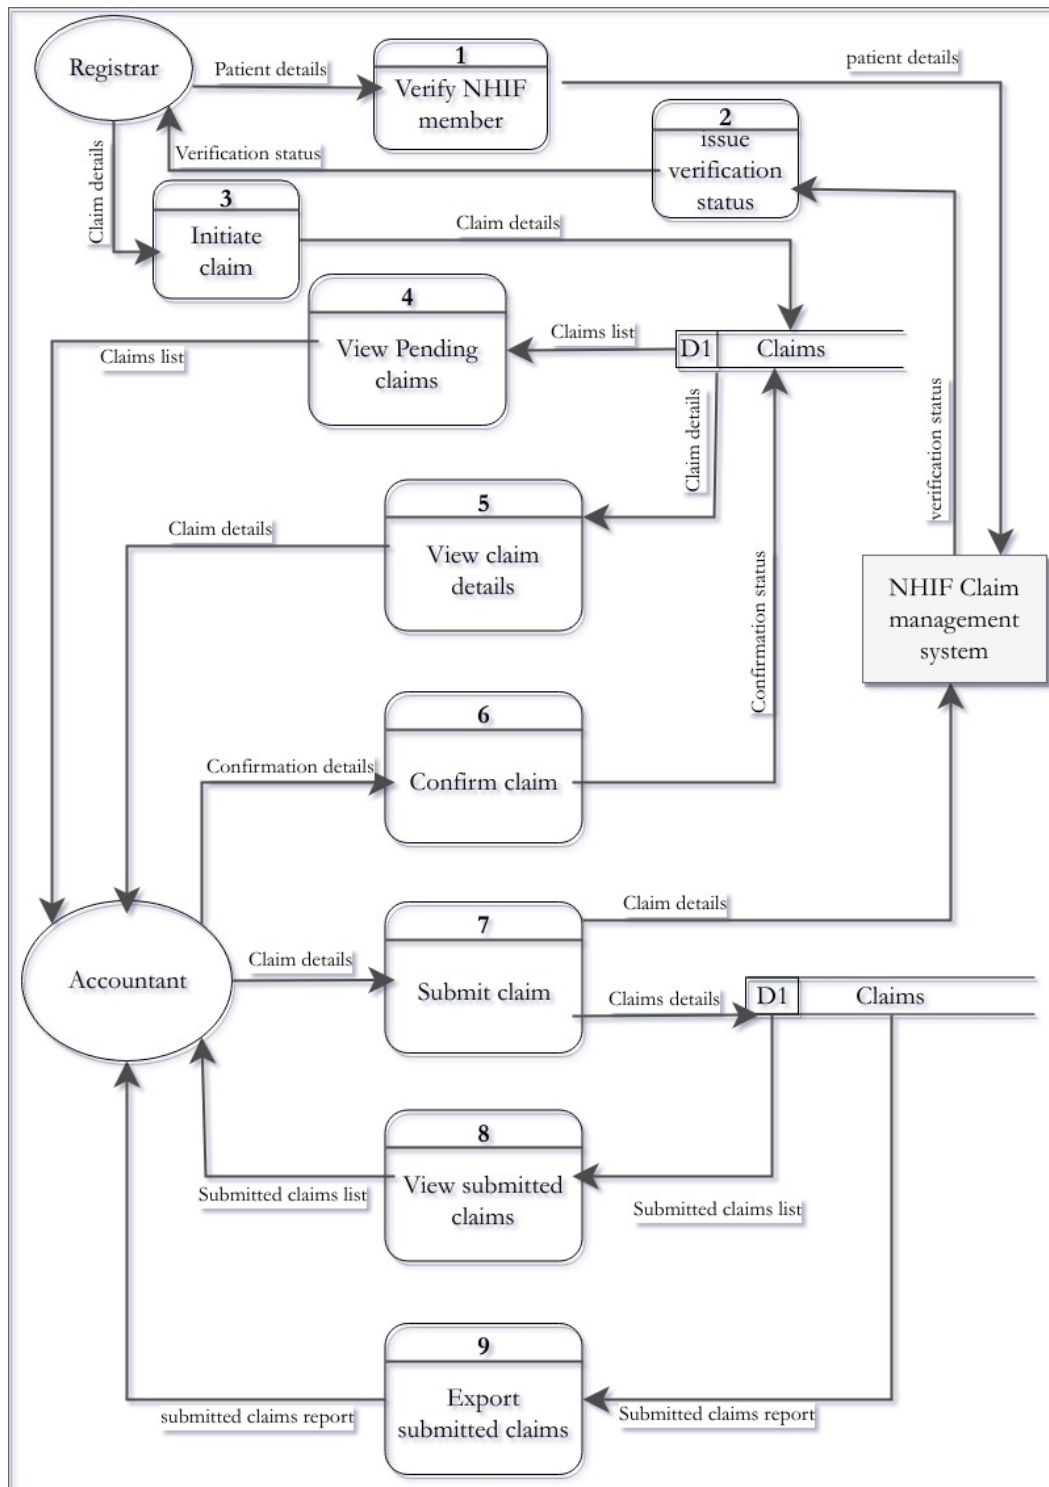 Registrar
Patient details
1
Verify NHIF
member
patient details
2
issue
verification
status
Verification status
Claim details
3
Initiate
claim
Claim details
4
View Pending
claims
Claims list
Claims list
D1
Claims
Claim details
verification status
5
View claim
details
Claim details
Confirmation status
NHIF Claim
management
system
6
Confirm claim
Confirmation details
Accountant
Claim details
7
Submit claim
Claim details
Claims details
D1
Claims
8
View submitted
claims
Submitted claims list
Submitted claims list
9
Export
submitted claims
submitted claims report
Submitted claims report